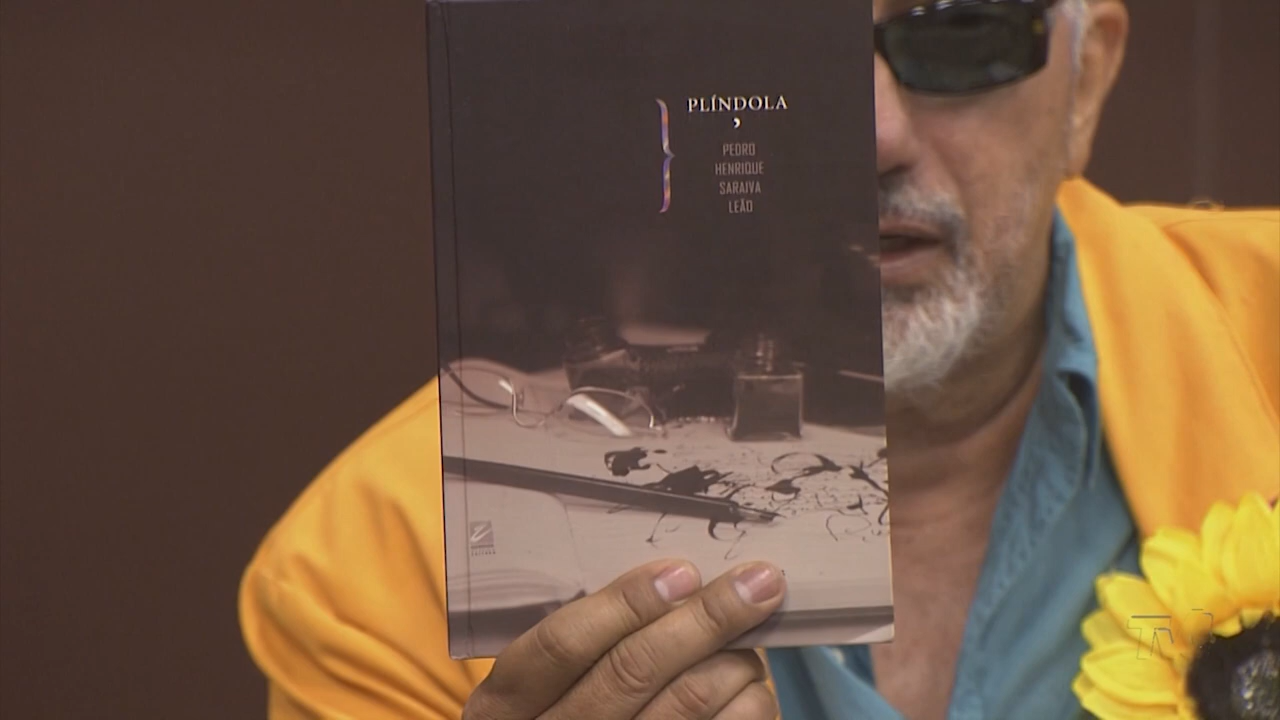 PLÍNDOLA
,
PEDRO
HENRIQUE
SARAIVA
LEÃO